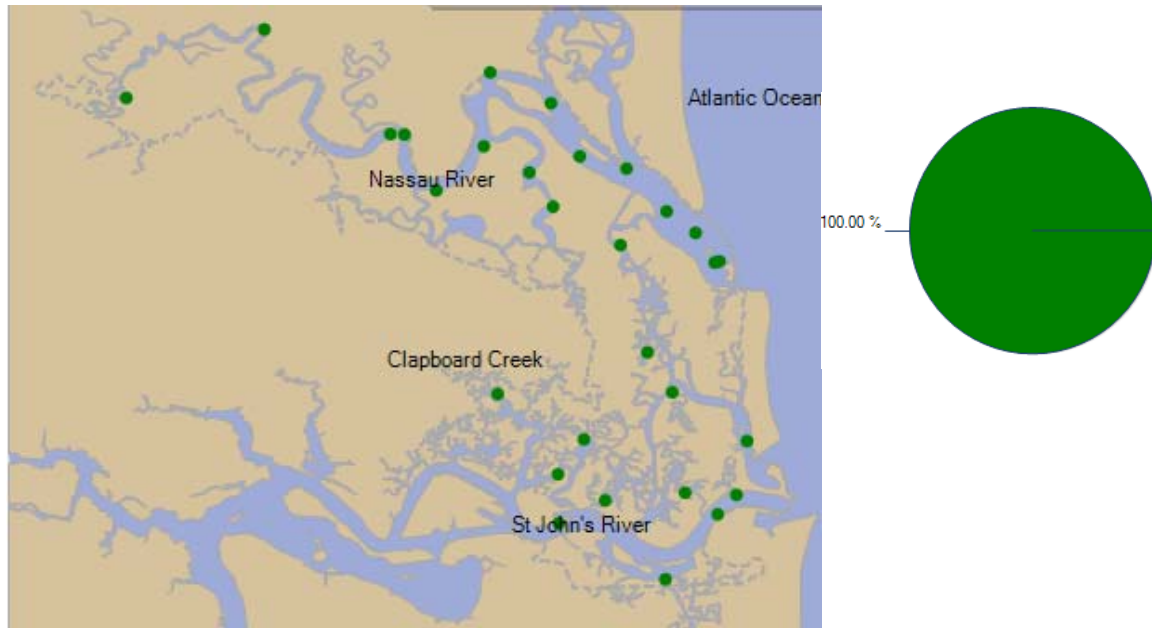 Atlantic Ocean
Nassau River
100.00 %
Clapboard Creek
St John's River